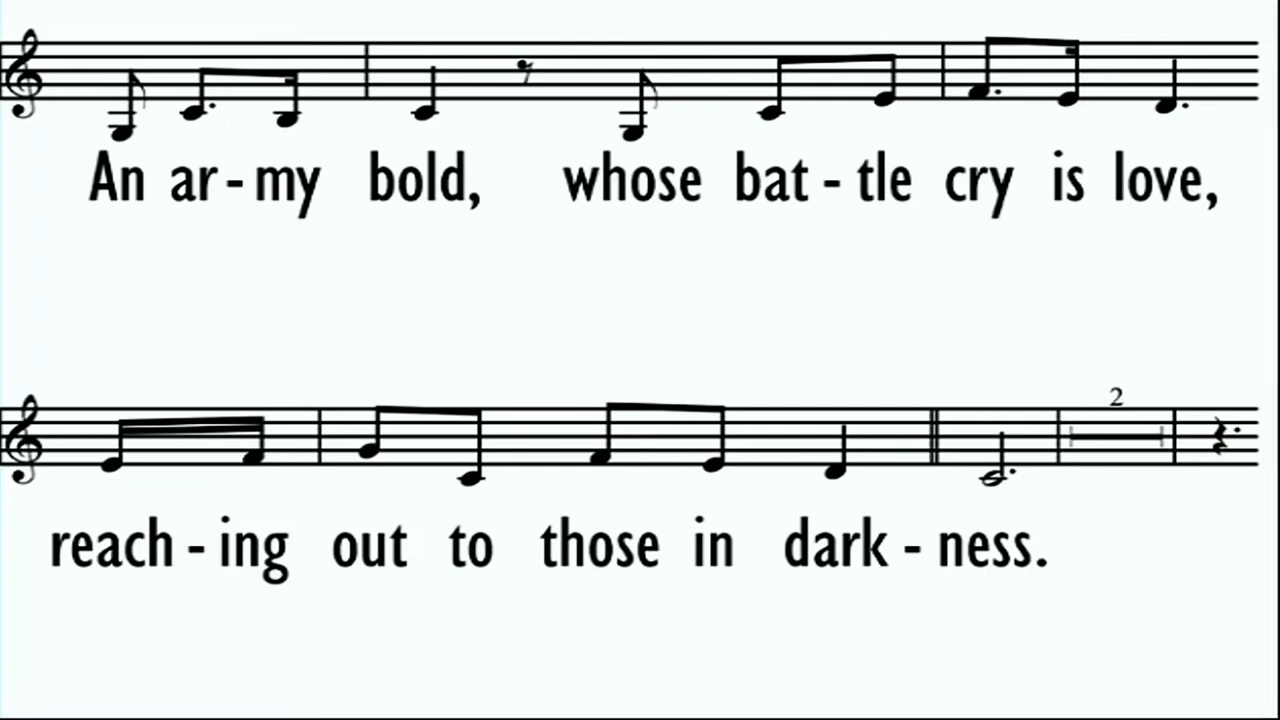 An ar - my bold, whose bat - tle cry is love,
2
reach - ing out to those in dark - ness.